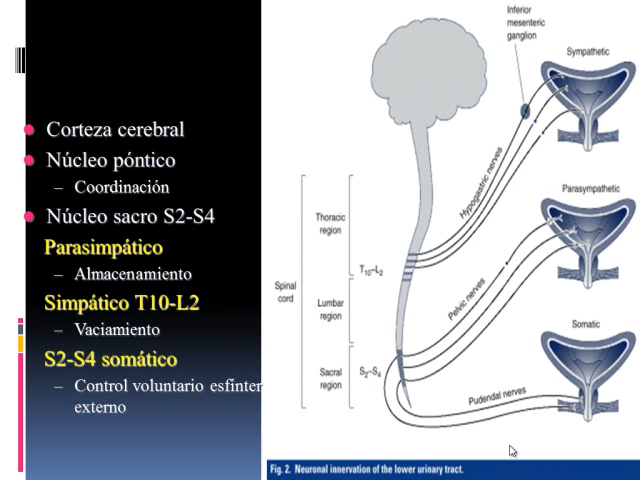 Corteza cerebral
Núcleo póntico
– Coordinación
Núcleo sacro S2-S4
Parasimpático
– Almacenamiento
Simpático T10-L2
– Vaciamiento
S2-S4 somático
– Control voluntario esfínter
externo
Inferior
mesenteric
ganglion
Sympathetic
Hypogastric nerves
Parasympathetic
Thoracic
region
T10–L2
Spinal
cord
Lumbar
region
Pelvic nerves
Somatic
Sacral
region
S2–S4
Pudendal nerves
Fig. 2. Neuronal innervation of the lower urinary tract.